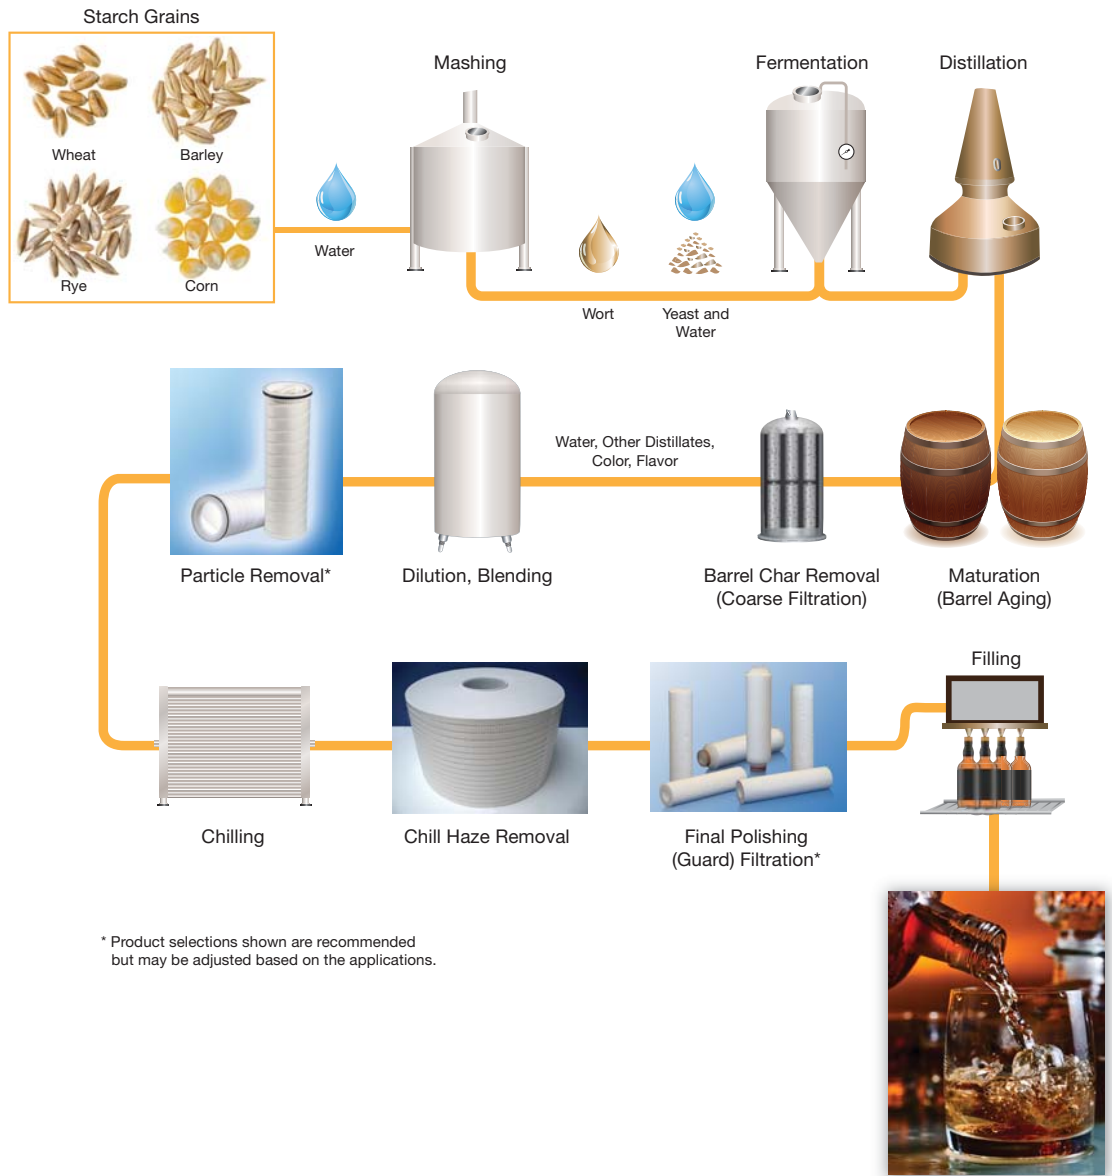 Starch Grains
Mashing
Fermentation
Distillation
Wheat
Barley
Rye
Corn
Water
Wort
Yeast and
Water
Water, Other Distillates,
Color, Flavor
Particle Removal*
Dilution, Blending
Barrel Char Removal
(Coarse Filtration)
Maturation
(Barrel Aging)
Filling
Chilling
Chill Haze Removal
Final Polishing
(Guard) Filtration*
* Product selections shown are recommended
but may be adjusted based on the applications.